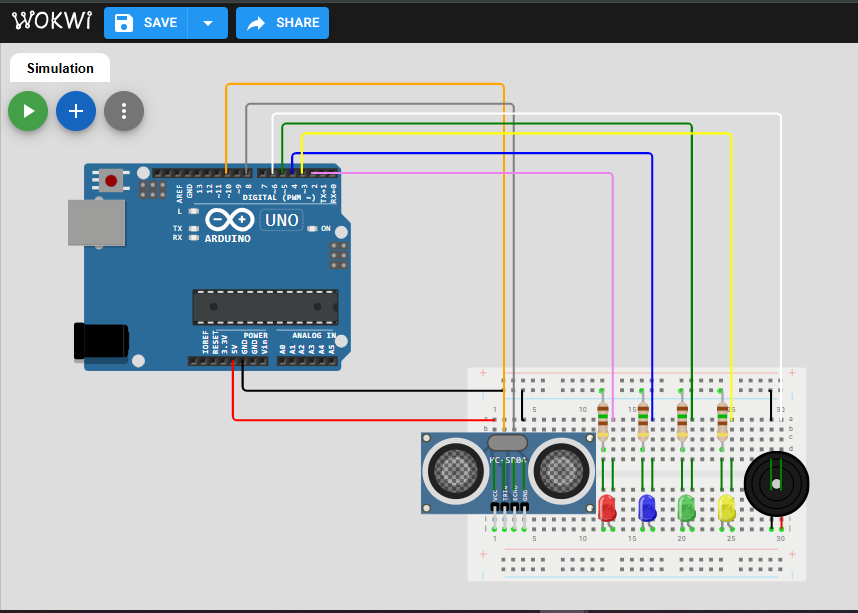 WOKWI
SAVE
SHARE
Simulation
AREF
GND
13
12
~11
~10
~9
8
7
~6
~5
4
~3
2
TX→1
RX←0
DIGITAL (PWM ~)
L
TX
RX
UNO
ON
ARDUINO
IOREF
RESET
3.3V
5V
GND
GND
Vin
POWER
ANALOG IN
A0
A1
A2
A3
A4
A5
1 5 10 15 25 30
a a
b b
c
d
HC-SR04
VCC
TRIG
ECHO
GND
1 5 10 15 20 25 30